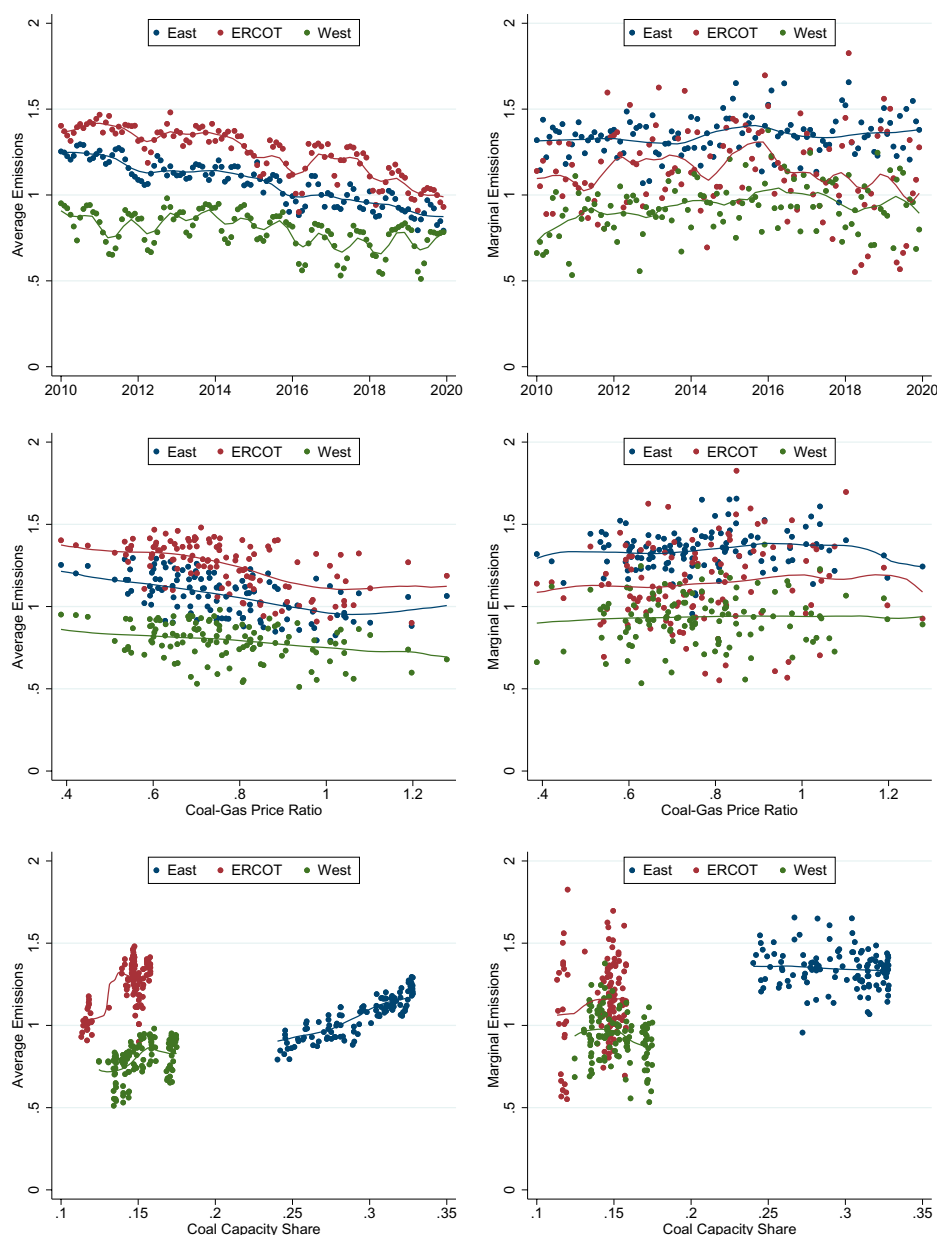 East ERCOT West
Average Emissions
2
1.5
1
.5
0
2010 2012 2014 2016 2018 2020
East ERCOT West
Marginal Emissions
2
1.5
1
.5
0
2010 2012 2014 2016 2018 2020
East ERCOT West
Average Emissions
2
1.5
1
.5
0
.4 .6 .8 1 1.2
Coal-Gas Price Ratio
East ERCOT West
Marginal Emissions
2
1.5
1
.5
0
.4 .6 .8 1 1.2
Coal-Gas Price Ratio
East ERCOT West
Average Emissions
2
1.5
1
.5
0
.1 .15 .2 .25 .3 .35
Coal Capacity Share
East ERCOT West
Marginal Emissions
2
1.5
1
.5
0
.1 .15 .2 .25 .3 .35
Coal Capacity Share